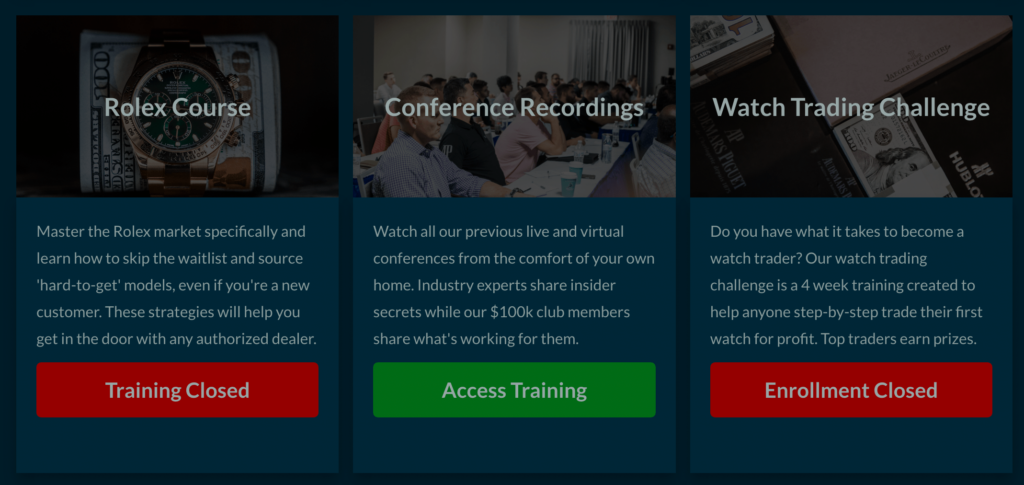 Rolex Course
Master the Rolex market specifically and
learn how to skip the waitlist and source
'hard-to-get' models, even if you're a new
customer. These strategies will help you
get in the door with any authorized dealer.
Training Closed
Conference Recordings
Watch all our previous live and virtual
conferences from the comfort of your own
home. Industry experts share insider
secrets while our $100k club members
share what's working for them.
Access Training
Watch Trading Challenge
AP
HUBLOT
Do you have what it takes to become a
watch trader? Our watch trading
challenge is a 4 week training created to
help anyone step-by-step trade their first
watch for profit. Top traders earn prizes.
Enrollment Closed